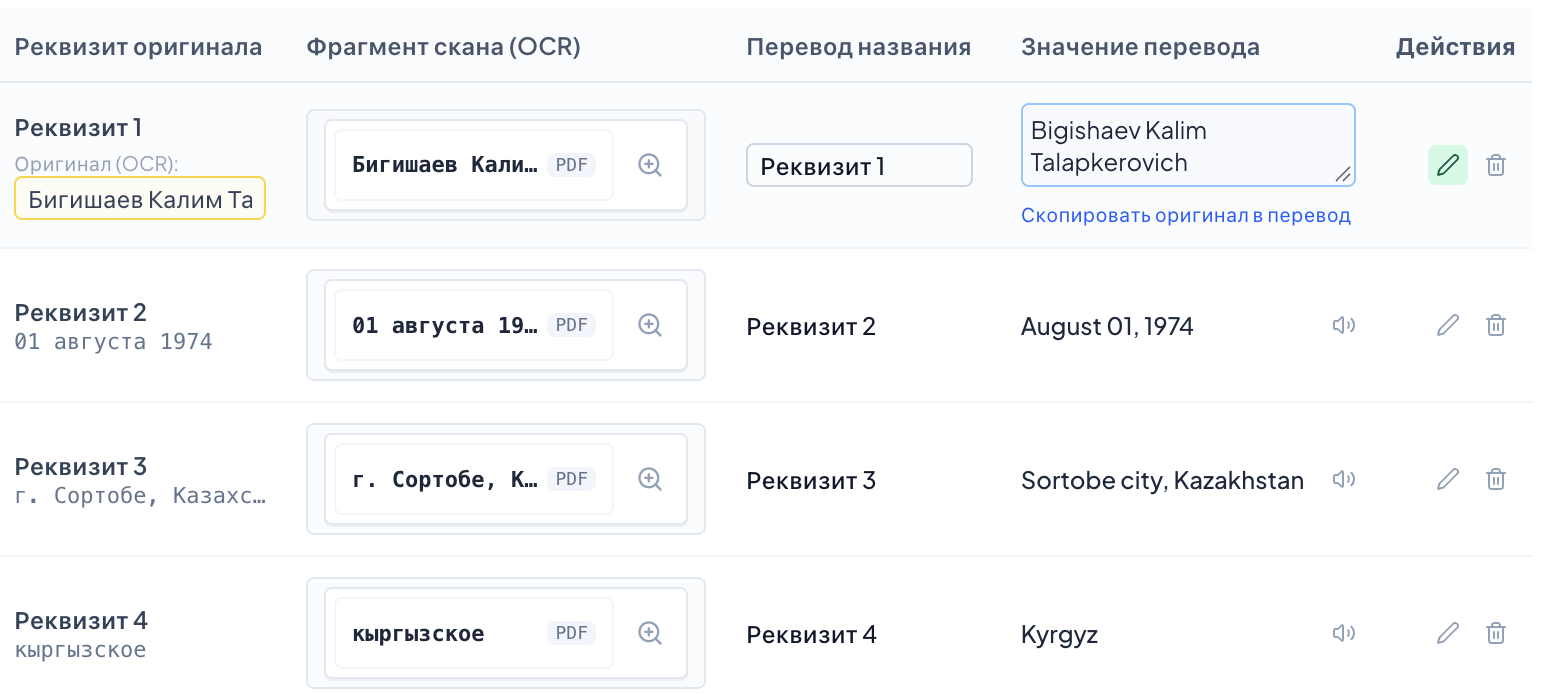 Реквизит оригинала Фрагмент скана (OCR) Перевод названия Значение перевода Действия
Реквизит 1
Оригинал (OCR):
Бигишаев Калим Та
Бигишаев Кали… PDF
Реквизит 1
Bigishaev Kalim
Talapkerovich
Скопировать оригинал в перевод
Реквизит 2
01 августа 1974
01 августа 19… PDF
Реквизит 2
August 01, 1974
Реквизит 3
г. Сортобе, Казахс…
г. Сортобе, К… PDF
Реквизит 3
Sortobe city, Kazakhstan
Реквизит 4
кыргызское
кыргызское PDF
Реквизит 4
Kyrgyz